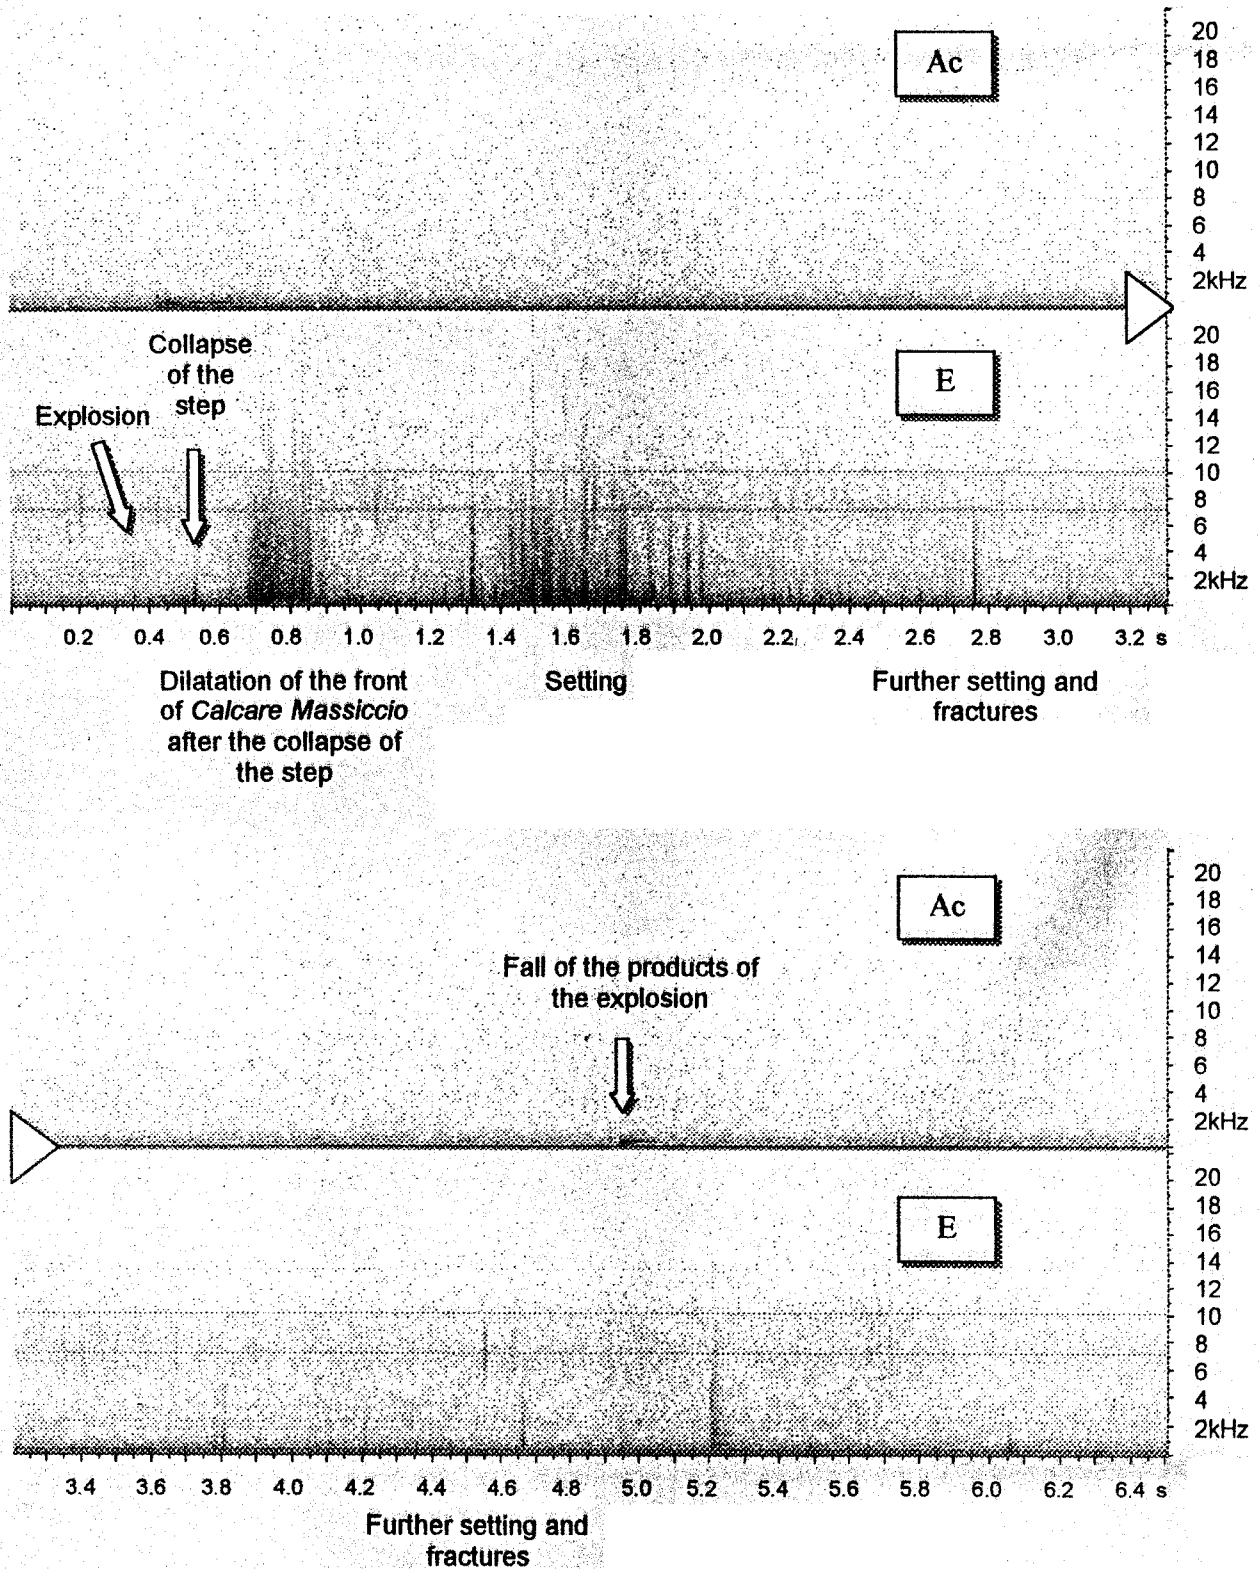 Ac
20
18
16
14
12
10
8
6
4
2kHz
Collapse
of the
step
Explosion
E
20
18
16
14
12
10
8
6
4
2kHz
0.2 0.4 0.6 0.8 1.0 1.2 1.4 1.6 1.8 2.0 2.2 2.4 2.6 2.8 3.0 3.2 s
Dilatation of the front
of Calcare Massiccio
after the collapse of
the step
Setting
Further setting and
fractures
Ac
20
18
16
14
12
10
8
6
4
2kHz
Fall of the products of
the explosion
E
20
18
16
14
12
10
8
6
4
2kHz
3.4 3.6 3.8 4.0 4.2 4.4 4.6 4.8 5.0 5.2 5.4 5.6 5.8 6.0 6.2 6.4 s
Further setting and
fractures